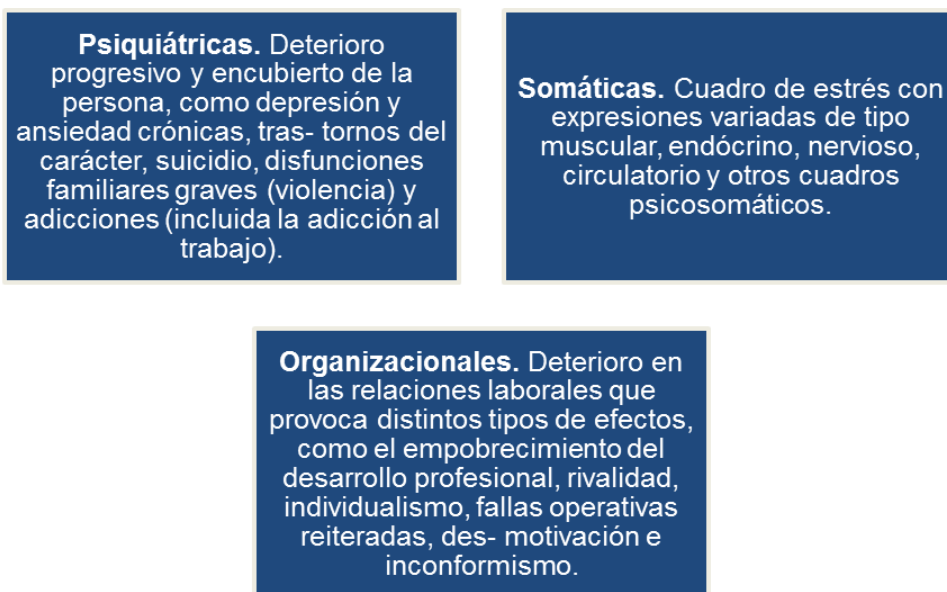 Psiquiátricas. Deterioro
progresivo y encubierto de la
persona, como depresión y
ansiedad crónicas, tras- tornos del
carácter, suicidio, disfunciones
familiares graves (violencia) y
adicciones (incluida la adicción al
trabajo).
Somáticas. Cuadro de estrés con
expresiones variadas de tipo
muscular, endócrino, nervioso,
circulatorio y otros cuadros
psicosomáticos.
Organizacionales. Deterioro en
las relaciones laborales que
provoca distintos tipos de efectos,
como el empobrecimiento del
desarrollo profesional, rivalidad,
individualismo, fallas operativas
reiteradas, des- motivación e
inconformismo.